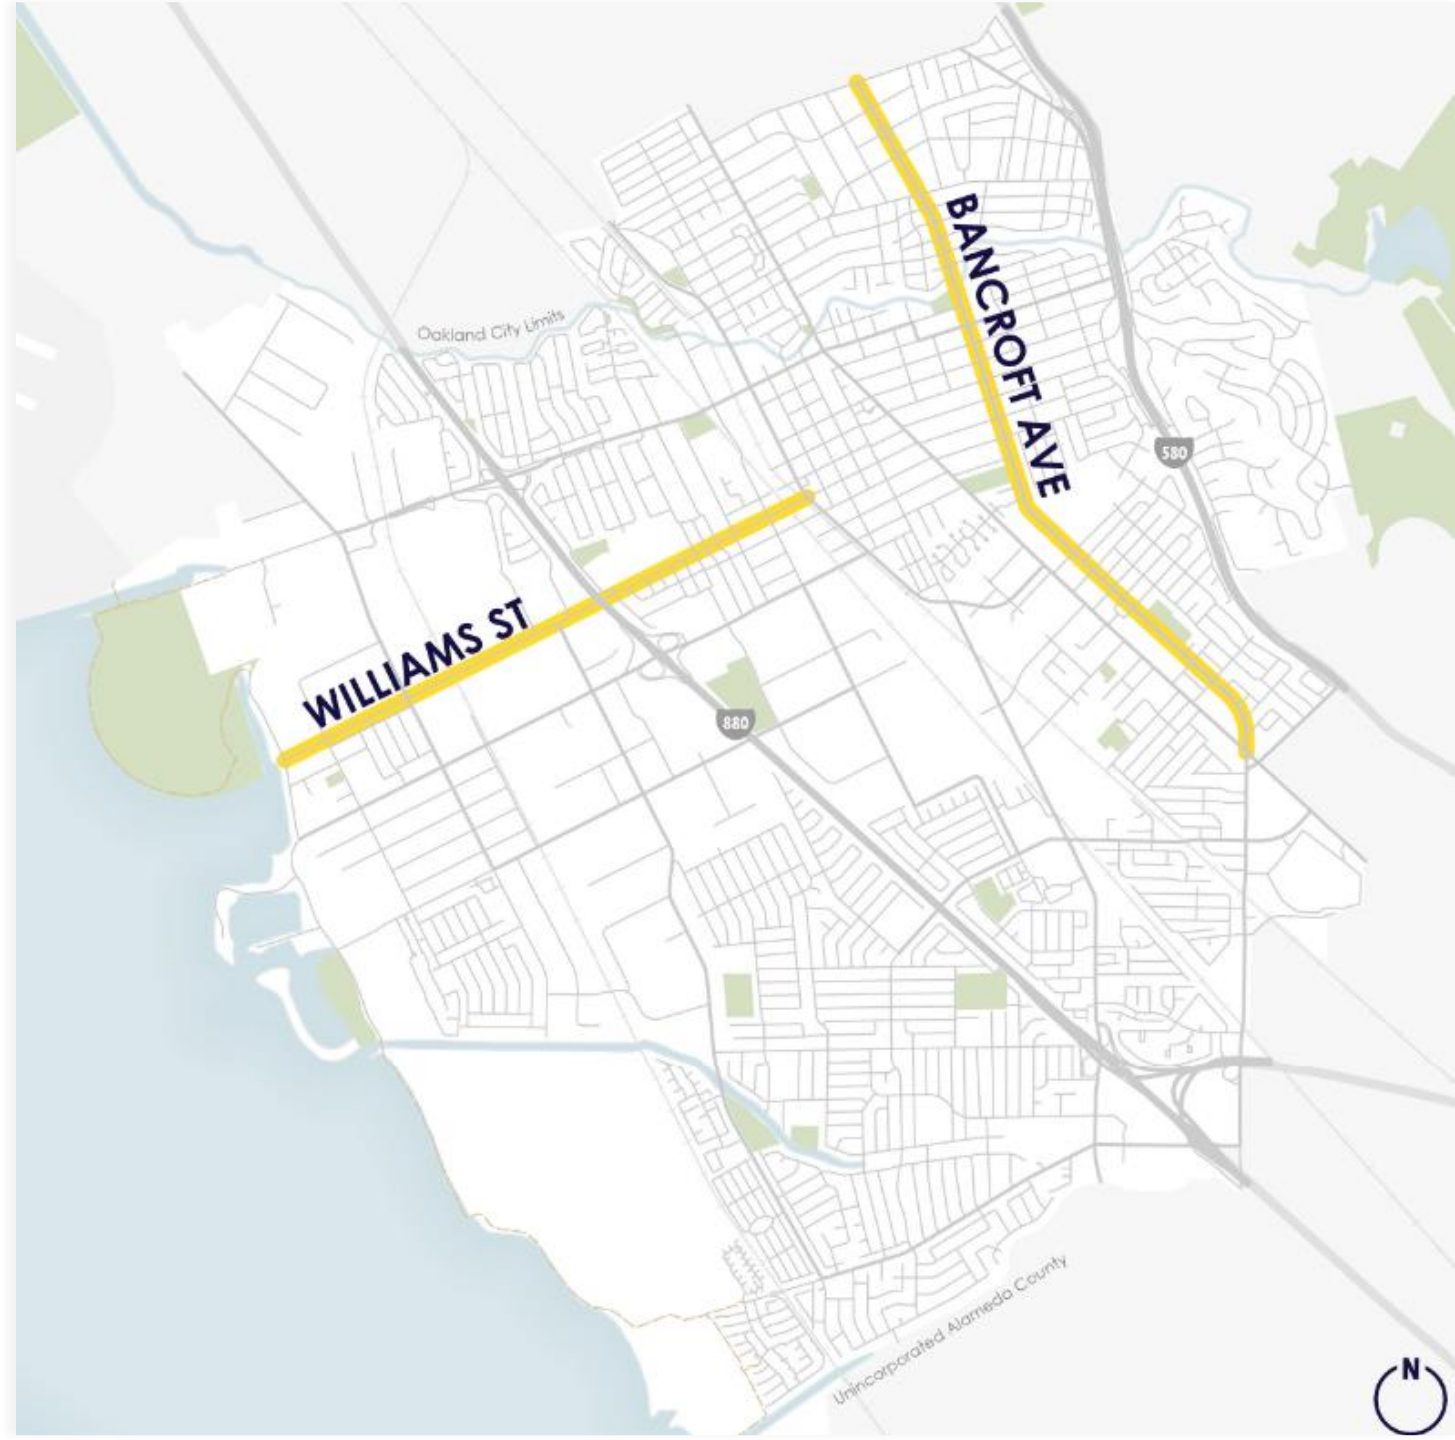 BANCROFT AVE
Oakland City Limits
580
WILLIAMS ST
880
Unincorporated Alameda County
N